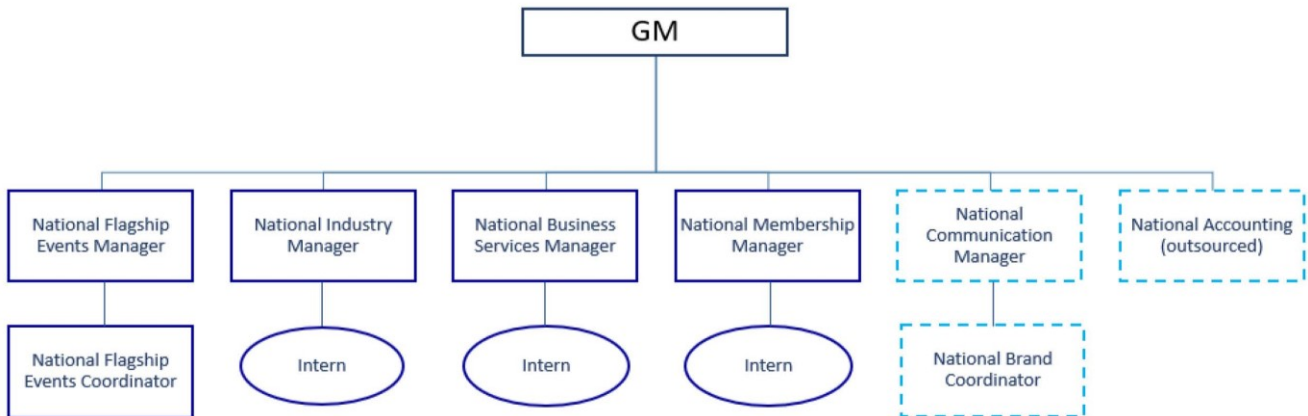 GM
National Flagship
Events Manager
National Industry
Manager
National Business
Services Manager
National Membership
Manager
National
Communication
Manager
National Accounting
(outsourced)
National Flagship
Events Coordinator
Intern
Intern
Intern
National Brand
Coordinator